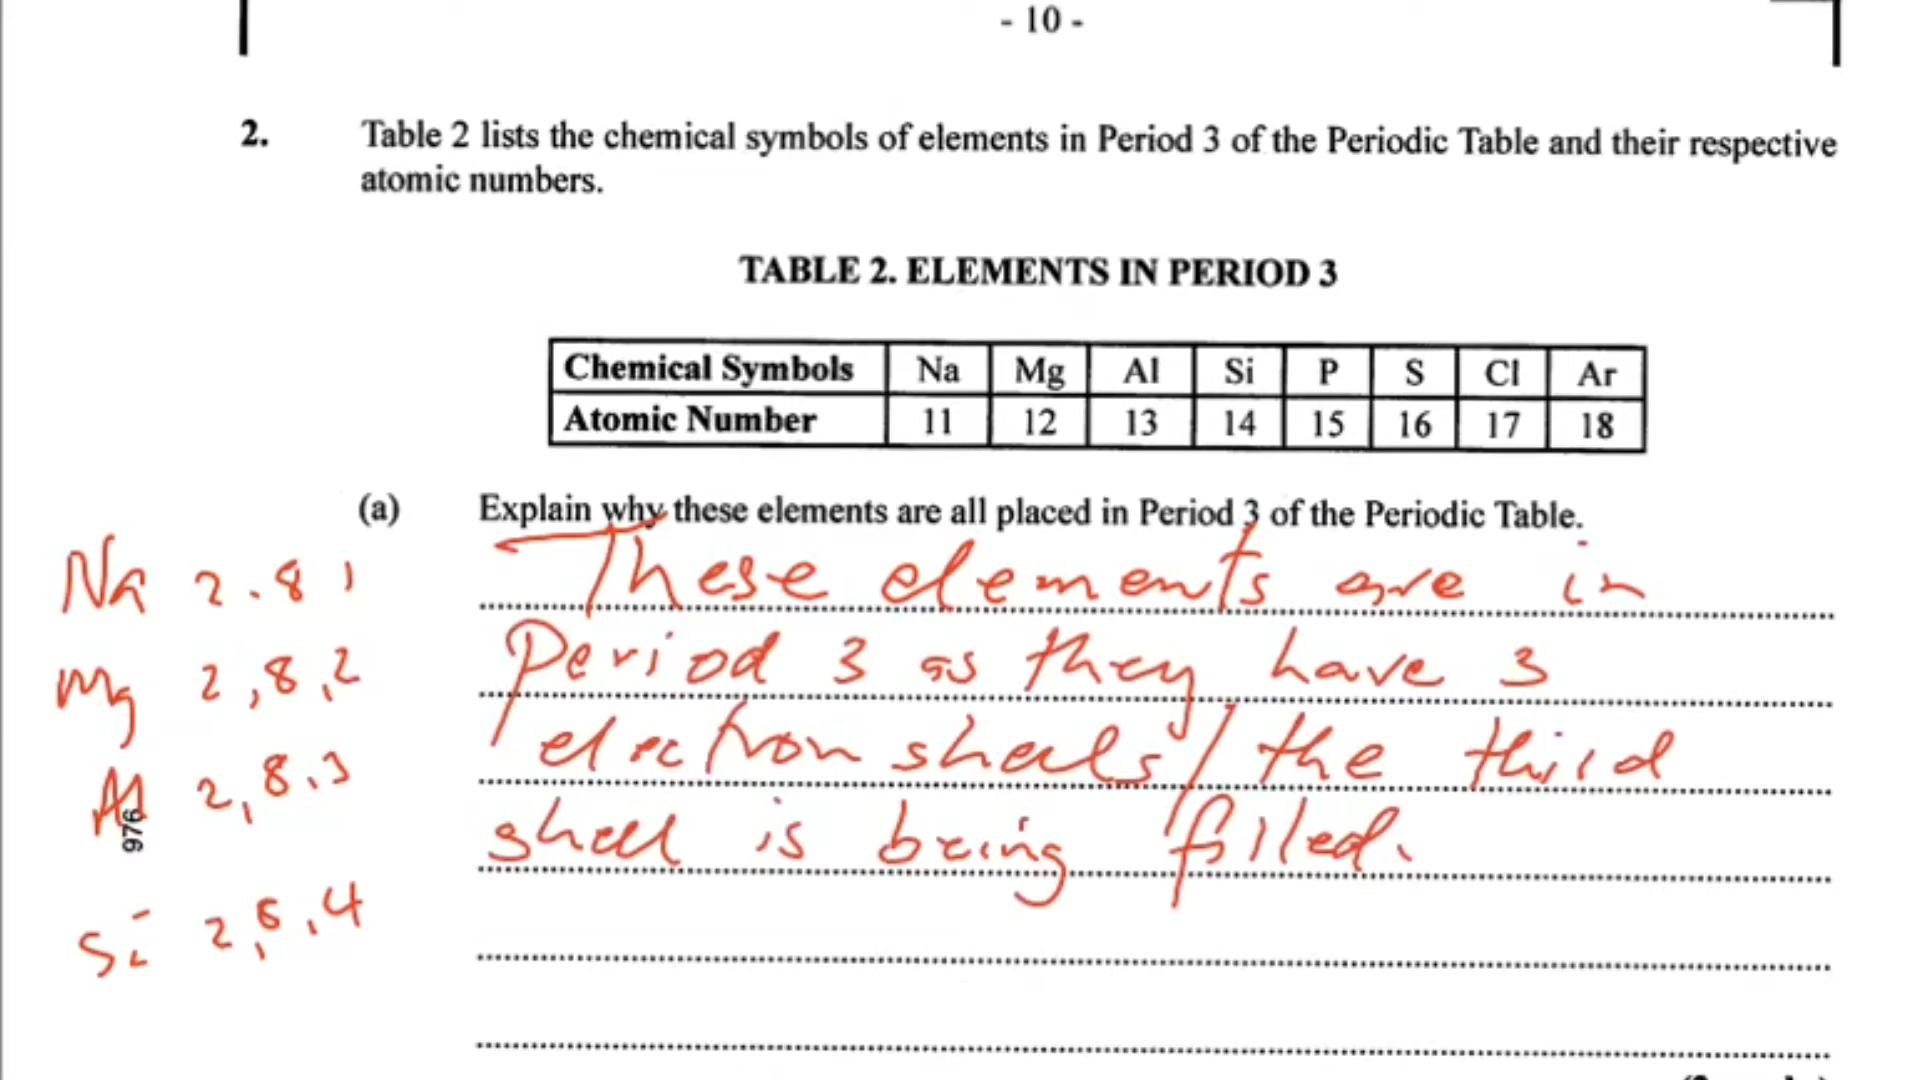 - 10 -
2. Table 2 lists the chemical symbols of elements in Period 3 of the Periodic Table and their respective
atomic numbers.
TABLE 2. ELEMENTS IN PERIOD 3
Chemical Symbols Na Mg Al Si P S Cl Ar
Atomic Number 11 12 13 14 15 16 17 18
(a) Explain why these elements are all placed in Period 3 of the Periodic Table.
These elements are in
Period 3 as they have 3
electron shells / the third
shell is being filled.
Na 2.8 1
Mg 2,8,2
Al 2,8,3
976
Si 2,8,4